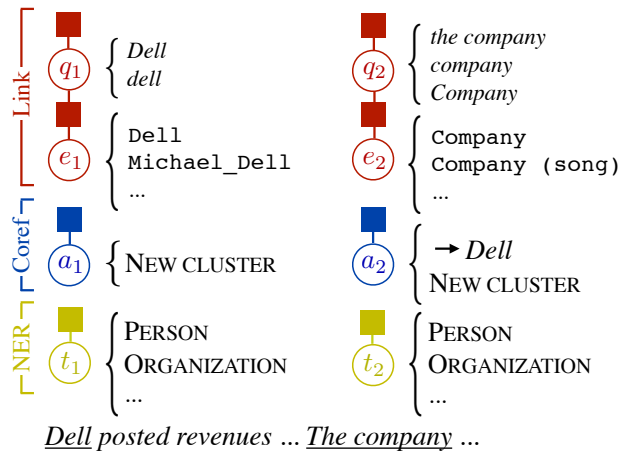 Link
q1
Dell
dell
q2
the company
company
Company
e1
Dell
Michael_Dell
...
e2
Company
Company (song)
...
Coref
a1
NEW CLUSTER
a2
→ Dell
NEW CLUSTER
NER
t1
PERSON
ORGANIZATION
...
t2
PERSON
ORGANIZATION
...
Dell posted revenues ... The company ...